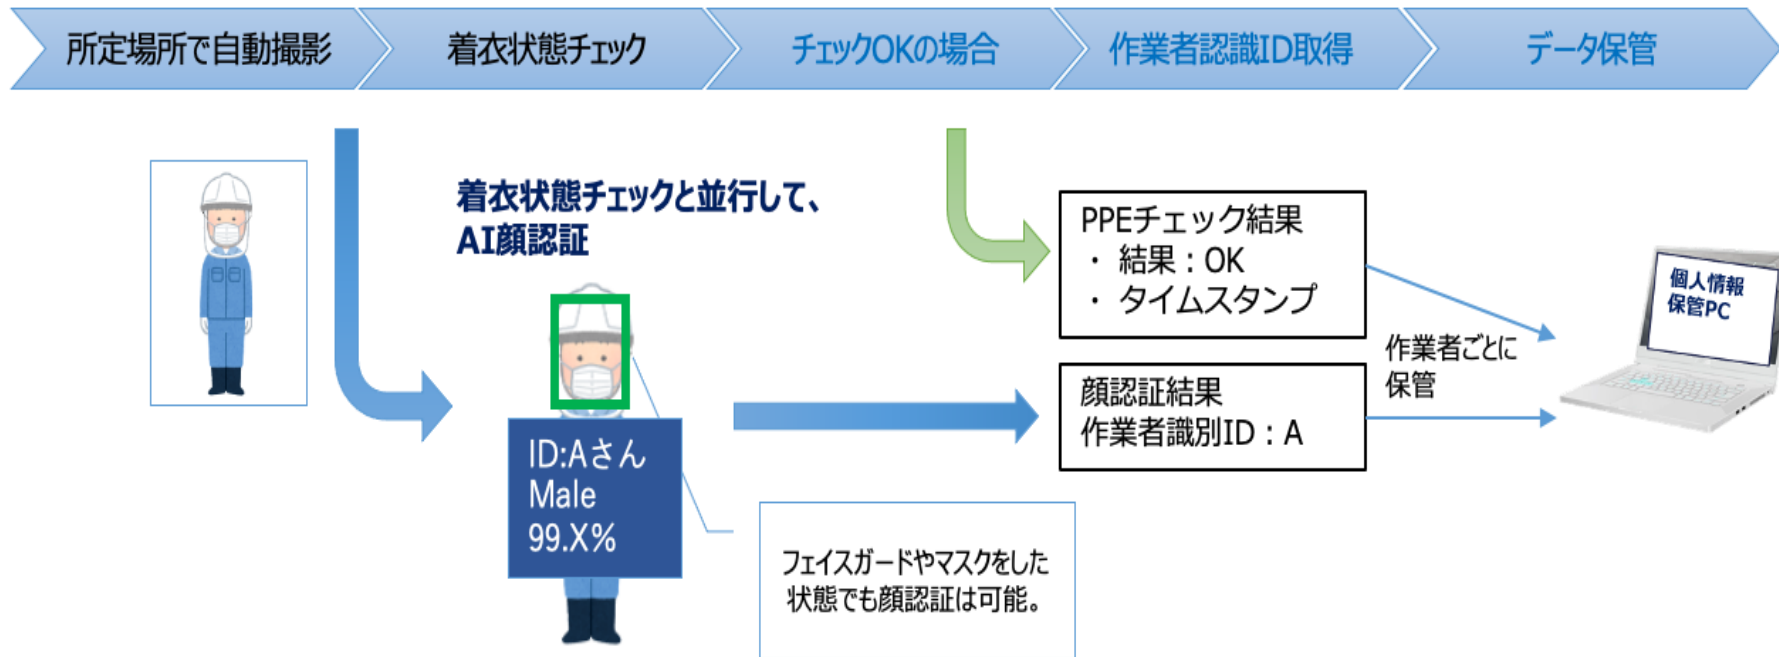 所定場所で自動撮影
着衣状態チェック
チェックOKの場合
作業者認識ID取得
データ保管
着衣状態チェックと並行して、
AI顔認証
ID:Aさん
Male
99.X%
フェイスガードやマスクをした
状態でも顔認証は可能。
PPEチェック結果
・ 結果：OK
・ タイムスタンプ
顔認証結果
作業者識別ID：A
作業者ごとに
保管
個人情報
保管PC